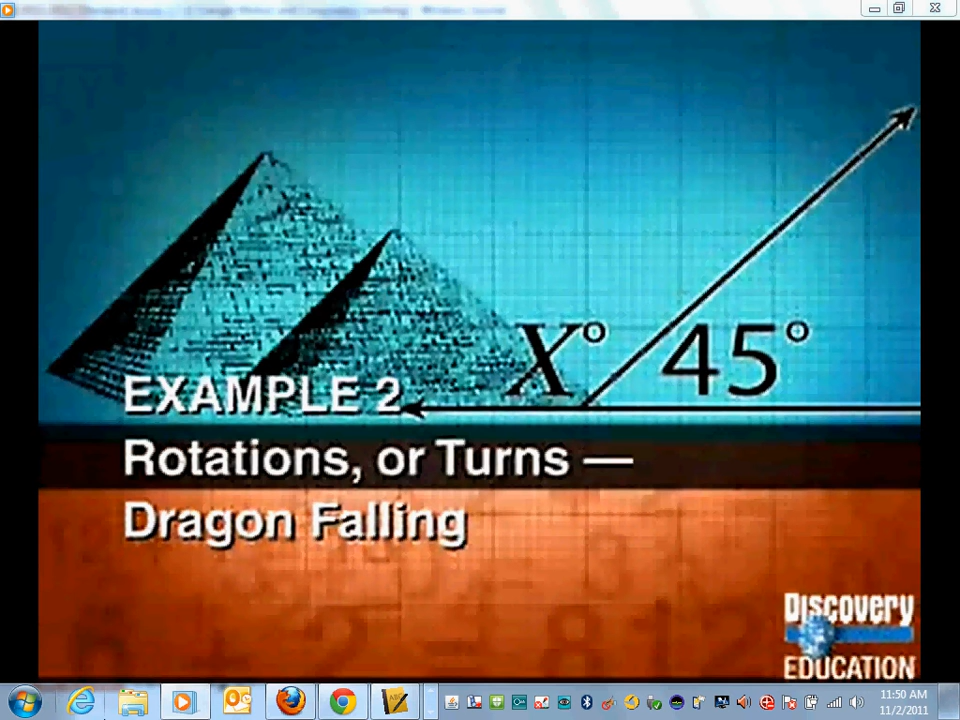 X° 45°
EXAMPLE 2
Rotations, or Turns —
Dragon Falling
Discovery
EDUCATION
11:50 AM
11/2/2011